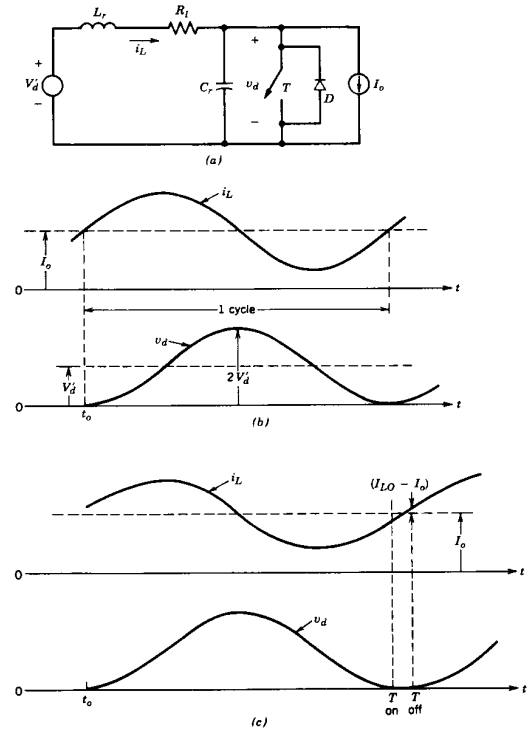 L_r R_l
i_L
+ V'_d −
C_r
+ v_d −
T
D
I_o
(a)
i_L
I_o
0 t
1 cycle
v_d
V'_d
2V'_d
0 t
t_o
(b)
i_L
(I_LO − I_o)
I_o
0 t
v_d
0 t
t_o
T on
T off
(c)